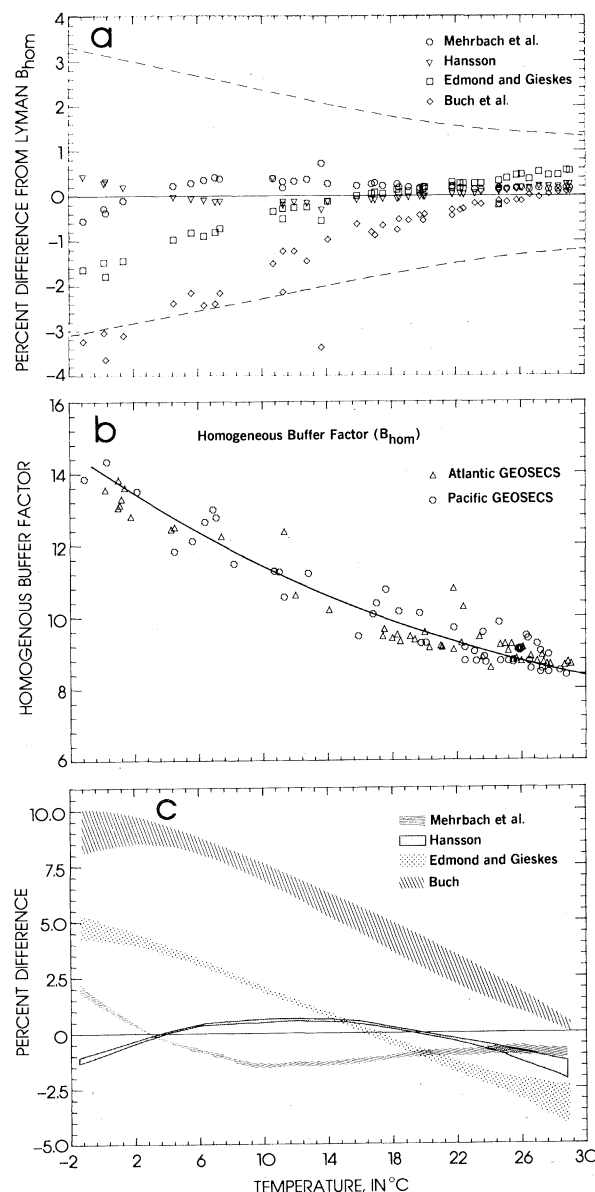 a
PERCENT DIFFERENCE FROM LYMAN Bhom
4
3
2
1
0
-1
-2
-3
-4
Mehrbach et al.
Hansson
Edmond and Gieskes
Buch et al.
b
HOMOGENOUS BUFFER FACTOR
16
14
12
10
8
6
Homogeneous Buffer Factor (Bhom)
Atlantic GEOSECS
Pacific GEOSECS
c
PERCENT DIFFERENCE
10.0
7.5
5.0
2.5
0
-2.5
-5.0
Mehrbach et al.
Hansson
Edmond and Gieskes
Buch
-2 2 6 10 14 18 22 26 30
TEMPERATURE, IN °C